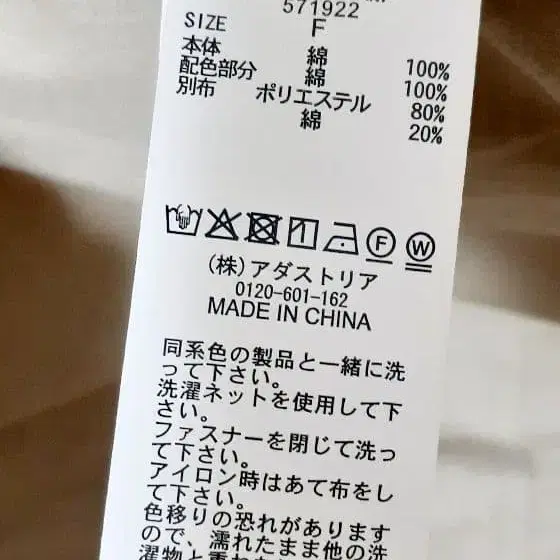 571922
SIZE F
本体 綿 100%
配色部分 綿 100%
別布 ポリエステル 80%
綿 20%
F W
(株)アダストリア
0120-601-162
MADE IN CHINA
同系色の製品と一緒に洗
って下さい。
洗濯ネットを使用して下
さい。
ファスナーを閉じて洗っ
て下さい。
アイロン時はあて布をし
て下さい。
色移りの恐れがあります
ので、濡れたまま他の洗
濯物と重ね